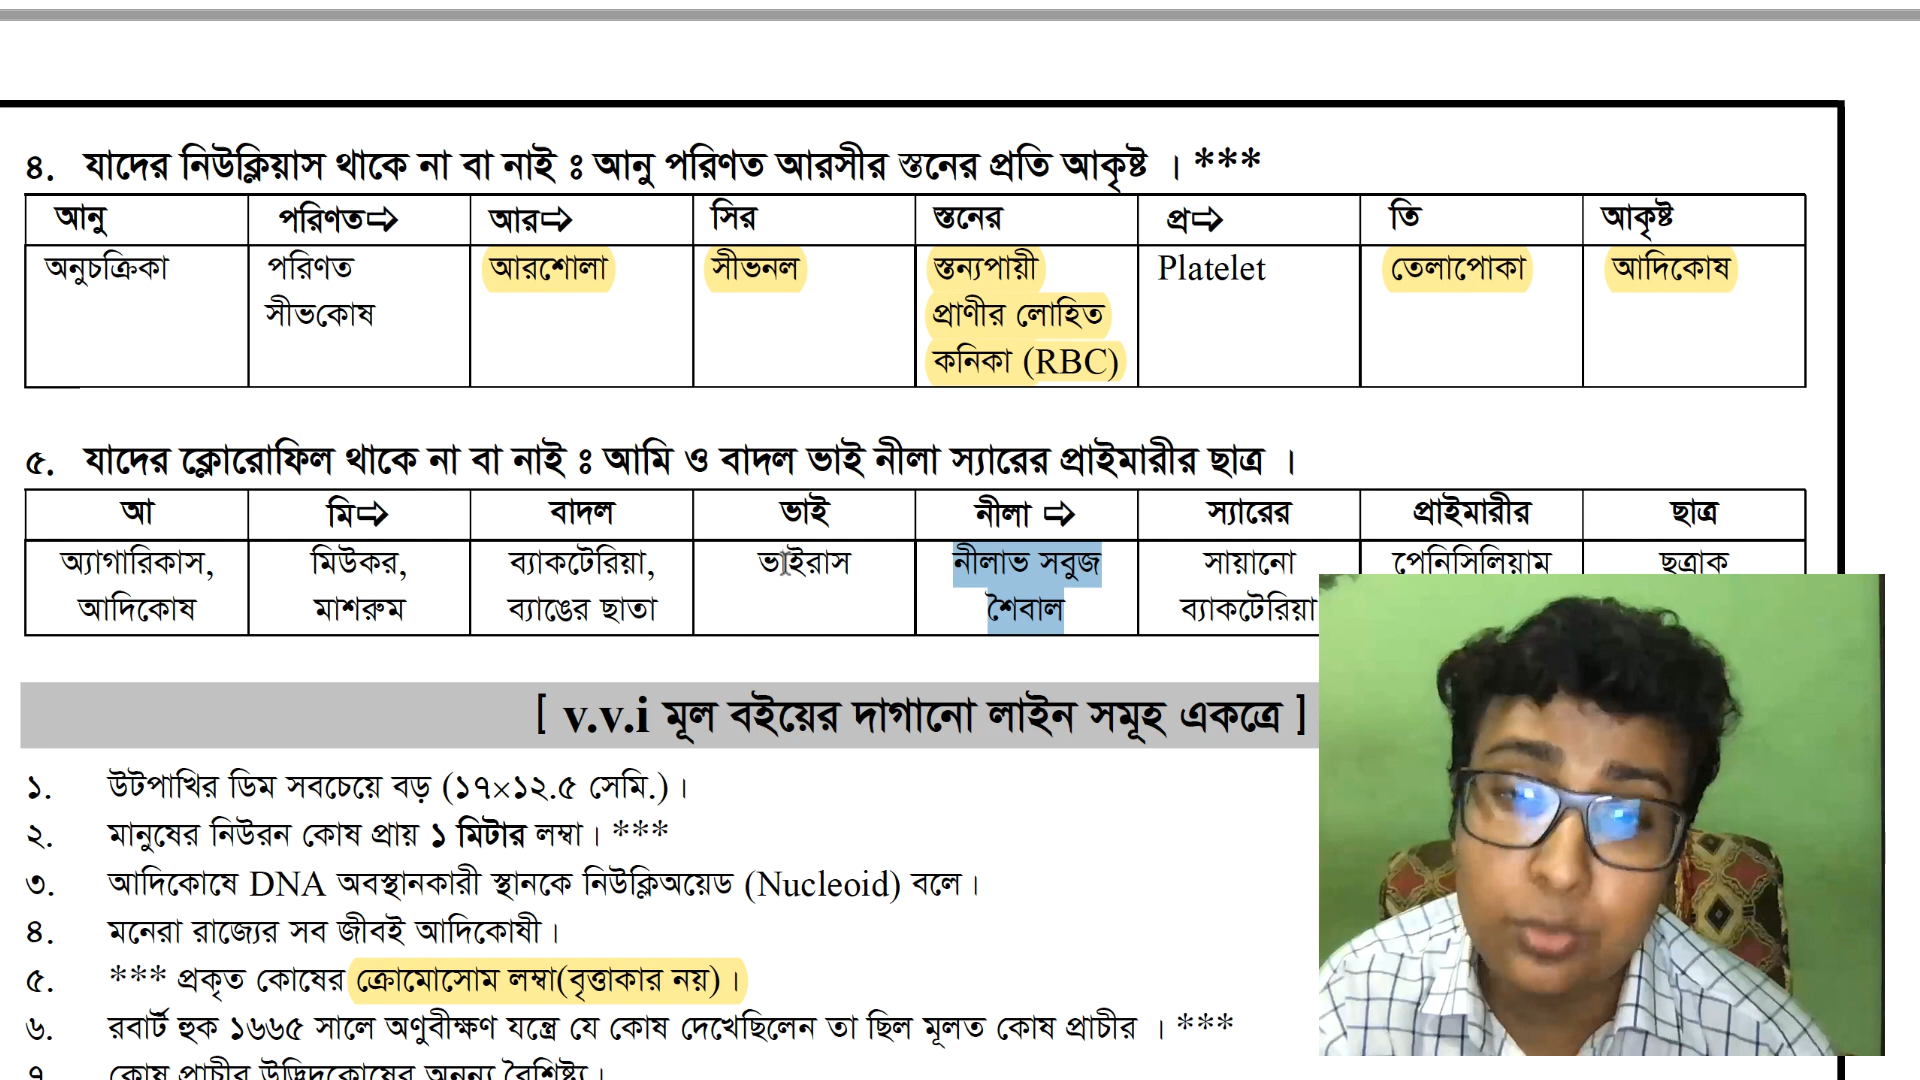 ৪. যাদের নিউক্লিয়াস থাকে না বা নাই ঃ আনু পরিণত আরসীর স্তনের প্রতি আকৃষ্ট । ***
আনু পরিণত⇨ আর⇨ সির স্তনের প্র⇨ তি আকৃষ্ট
অনুচক্রিকা পরিণত আরশোলা সীভনল স্তন্যপায়ী Platelet তেলাপোকা আদিকোষ
সীভকোষ প্রাণীর লোহিত
কনিকা (RBC)
৫. যাদের ক্লোরোফিল থাকে না বা নাই ঃ আমি ও বাদল ভাই নীলা স্যারের প্রাইমারীর ছাত্র ।
আ মি⇨ বাদল ভাই নীলা ⇨ স্যারের প্রাইমারীর ছাত্র
অ্যাগারিকাস, মিউকর, ব্যাকটেরিয়া, ভাইরাস নীলাভ সবুজ সায়ানো পেনিসিলিয়াম ছত্রাক
আদিকোষ মাশরুম ব্যাঙের ছাতা শৈবাল ব্যাকটেরিয়া
[ v.v.i মূল বইয়ের দাগানো লাইন সমূহ একত্রে ]
১. উটপাখির ডিম সবচেয়ে বড় (১৭×১২.৫ সেমি.)।
২. মানুষের নিউরন কোষ প্রায় ১ মিটার লম্বা। ***
৩. আদিকোষে DNA অবস্থানকারী স্থানকে নিউক্লিঅয়েড (Nucleoid) বলে।
৪. মনেরা রাজ্যের সব জীবই আদিকোষী।
৫. *** প্রকৃত কোষের ক্রোমোসোম লম্বা(বৃত্তাকার নয়)।
৬. রবার্ট হুক ১৬৬৫ সালে অণুবীক্ষণ যন্ত্রে যে কোষ দেখেছিলেন তা ছিল মূলত কোষ প্রাচীর । ***
৭. কোষ প্রাচীর উদ্ভিদকোষের অনন্য বৈশিষ্ট্য।